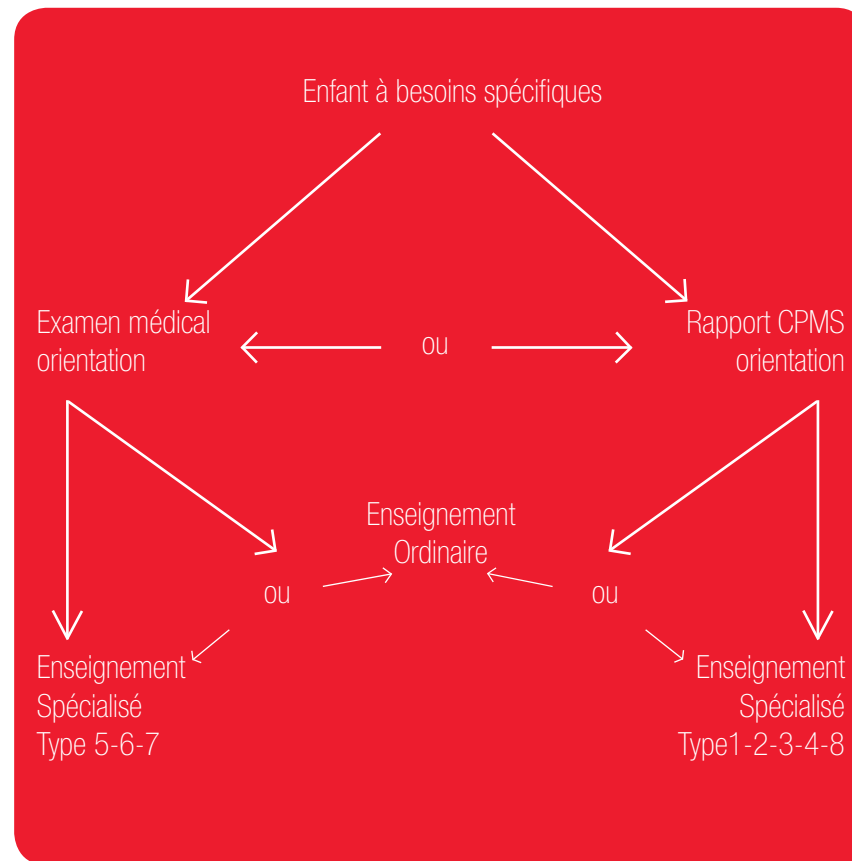 Enfant à besoins spécifiques
Examen médical
orientation
ou
Rapport CPMS
orientation
Enseignement
Ordinaire
ou
ou
Enseignement
Spécialisé
Type 5-6-7
Enseignement
Spécialisé
Type1-2-3-4-8